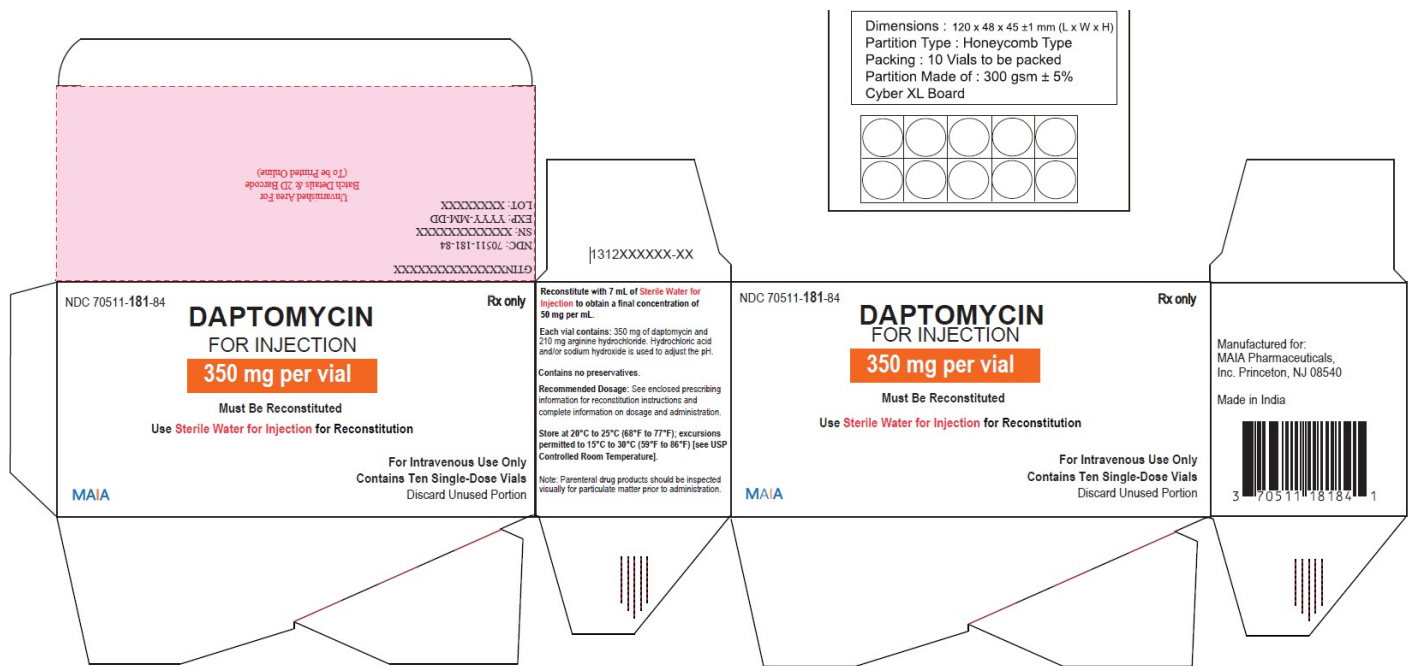 Dimensions : 120 x 48 x 45 ±1 mm (L x W x H)
Partition Type : Honeycomb Type
Packing : 10 Vials to be packed
Partition Made of : 300 gsm ± 5%
Cyber XL Board
Unvarnished Area For
Batch Details & 2D Barcode
(To be Printed Online)
GTINXXXXXXXXXXXXXXXX
NDC: 70511-181-84
SN: XXXXXXXXXXXXX
EXP: YYYY-MM-DD
LOT: XXXXXXXXX
1312XXXXXX-XX
NDC 70511-181-84
Rx only
DAPTOMYCIN
FOR INJECTION
350 mg per vial
Must Be Reconstituted
Use Sterile Water for Injection for Reconstitution
For Intravenous Use Only
Contains Ten Single-Dose Vials
Discard Unused Portion
MAIA
Reconstitute with 7 mL of Sterile Water for
Injection to obtain a final concentration of
50 mg per mL.
Each vial contains: 350 mg of daptomycin and
210 mg arginine hydrochloride. Hydrochloric acid
and/or sodium hydroxide is used to adjust the pH.
Contains no preservatives.
Recommended Dosage: See enclosed prescribing
information for reconstitution instructions and
complete information on dosage and administration.
Store at 20°C to 25°C (68°F to 77°F); excursions
permitted to 15°C to 30°C (59°F to 86°F) [see USP
Controlled Room Temperature].
Note: Parenteral drug products should be inspected
visually for particulate matter prior to administration.
NDC 70511-181-84
Rx only
DAPTOMYCIN
FOR INJECTION
350 mg per vial
Must Be Reconstituted
Use Sterile Water for Injection for Reconstitution
For Intravenous Use Only
Contains Ten Single-Dose Vials
Discard Unused Portion
MAIA
Manufactured for:
MAIA Pharmaceuticals,
Inc. Princeton, NJ 08540
Made in India
3 70511 18184 1